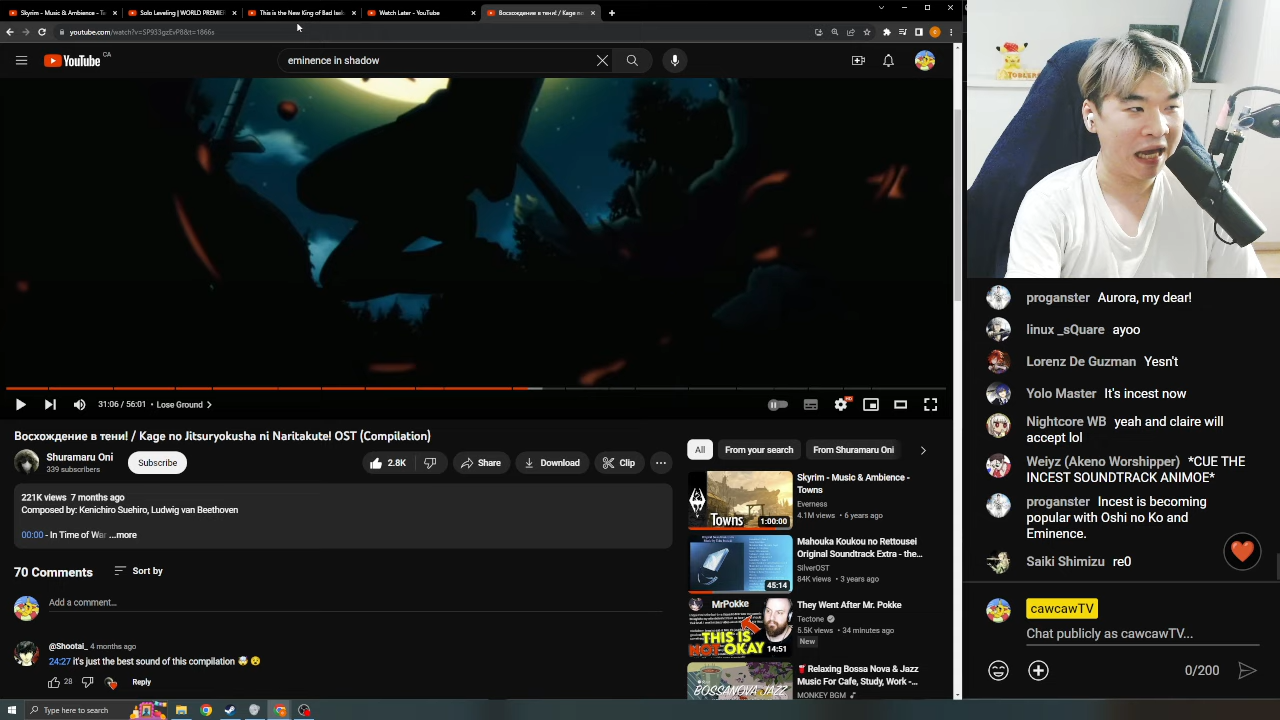 Skyrim - Music & Ambience - T
Solo Leveling | WORLD PREMIE
This is the New King of Bad Isek
Watch Later - YouTube
Восхождение в тени! / Kage no
youtube.com/watch?v=SP933gzEvP8&t=1866s
YouTube CA
eminence in shadow
31:06 / 56:01 • Lose Ground
HD
Восхождение в тени! / Kage no Jitsuryokusha ni Naritakute! OST (Compilation)
Shuramaru Oni
339 subscribers
Subscribe
2.8K
Share
Download
Clip
221K views 7 months ago
Composed by: Kenichiro Suehiro, Ludwig van Beethoven
00:00 - In Time of War ...more
70 Comments
Sort by
Add a comment...
@Shootai_ 4 months ago
24:27 it's just the best sound of this compilation
28
Reply
All
From your search
From Shuramaru Oni
Towns
1:00:00
Skyrim - Music & Ambience -
Towns
Everness
4.1M views • 6 years ago
45:14
Mahouka Koukou no Rettousei
Original Soundtrack Extra - the...
SilverOST
84K views • 3 years ago
MrPokke
THIS IS
NOT OKAY
14:51
They Went After Mr. Pokke
Tectone
5.5K views • 34 minutes ago
New
BOSSANOVA JAZZ
Relaxing Bossa Nova & Jazz
Music For Cafe, Study, Work -
MONKEY BGM
proganster Aurora, my dear!
linux _sQuare ayoo
Lorenz De Guzman Yesn't
Yolo Master It's incest now
Nightcore WB yeah and claire will
accept lol
Weiyz (Akeno Worshipper) *CUE THE
INCEST SOUNDTRACK ANIMOE*
proganster Incest is becoming
popular with Oshi no Ko and
Eminence.
Saiki Shimizu re0
cawcawTV
Chat publicly as cawcawTV...
0/200
Type here to search